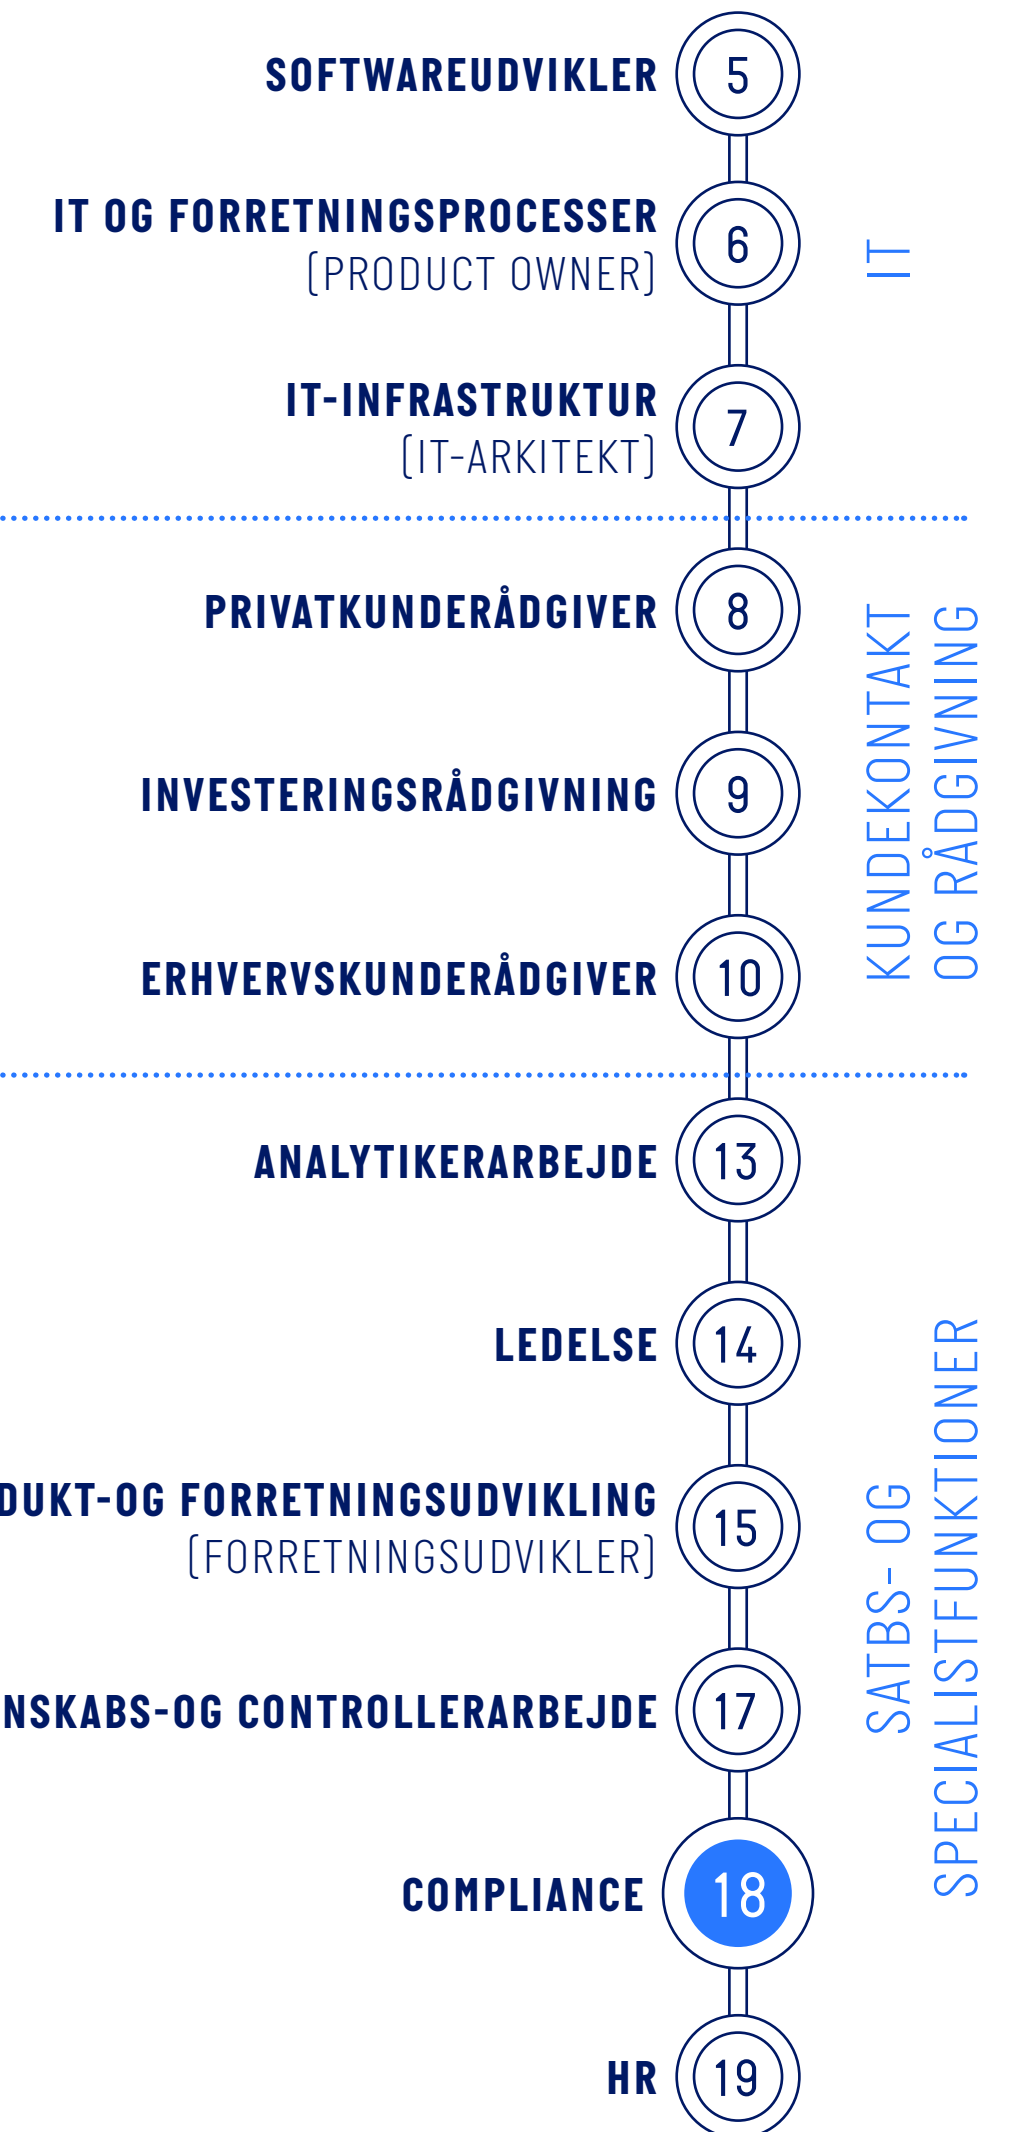 SOFTWAREUDVIKLER
5
IT OG FORRETNINGSPROCESSER
(PRODUCT OWNER)
6
IT-INFRASTRUKTUR
(IT-ARKITEKT)
7
IT
PRIVATKUNDERÅDGIVER
8
INVESTERINGSRÅDGIVNING
9
ERHVERVSKUNDERÅDGIVER
10
KUNDEKONTAKT
OG RÅDGIVNING
ANALYTIKERARBEJDE
13
LEDELSE
14
DUKT-OG FORRETNINGSUDVIKLING
(FORRETNINGSUDVIKLER)
15
NSKABS-OG CONTROLLERARBEJDE
17
COMPLIANCE
18
HR
19
SATBS- OG
SPECIALISTFUNKTIONER